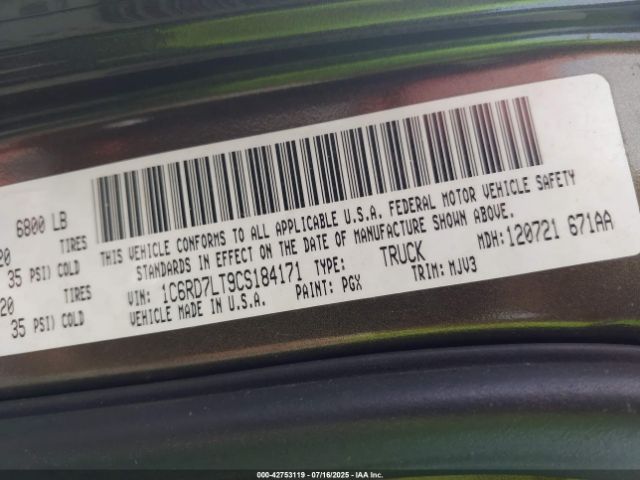 6800 LB
20 TIRES
35 PSI) COLD
20 TIRES
35 PSI) COLD
THIS VEHICLE CONFORMS TO ALL APPLICABLE U.S.A. FEDERAL MOTOR VEHICLE SAFETY
STANDARDS IN EFFECT ON THE DATE OF MANUFACTURE SHOWN ABOVE.
VIN: 1C6RD7LT9CS184171 TYPE: TRUCK MDH: 120721 671AA
VEHICLE MADE IN U.S.A. PAINT: PGX TRIM: MJV3
000-42753119 - 07/16/2025 - IAA Inc.